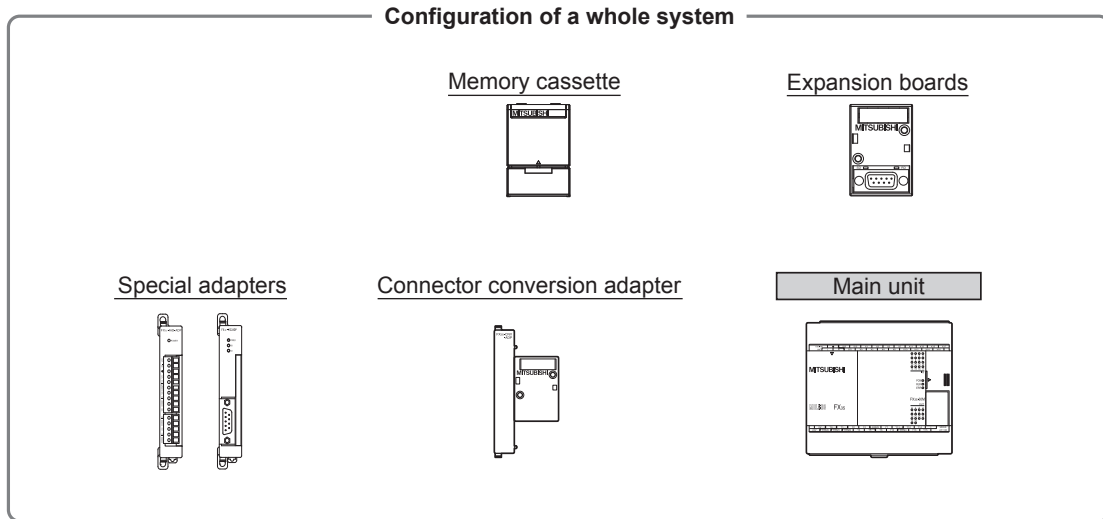 Configuration of a whole system
Memory cassette
Expansion boards
MITSUBISHI
MITSUBISHI
Special adapters
Connector conversion adapter
Main unit
MITSUBISHI
MITSUBISHI
FX3S